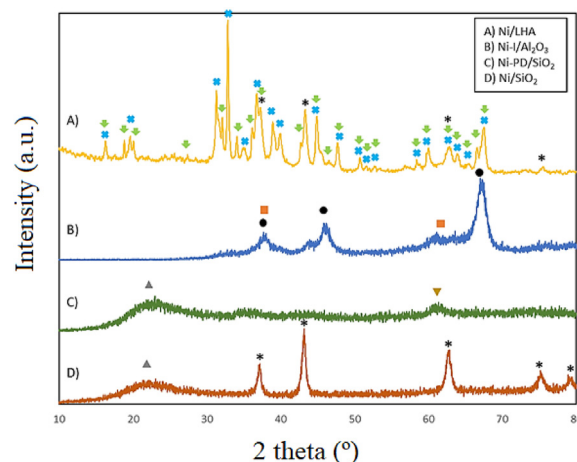 A) Ni/LHA
B) Ni-I/Al₂O₃
C) Ni-PD/SiO₂
D) Ni/SiO₂
A)
B)
C)
D)
Intensity (a.u.)
10 20 30 40 50 60 70 80
2 theta (º)